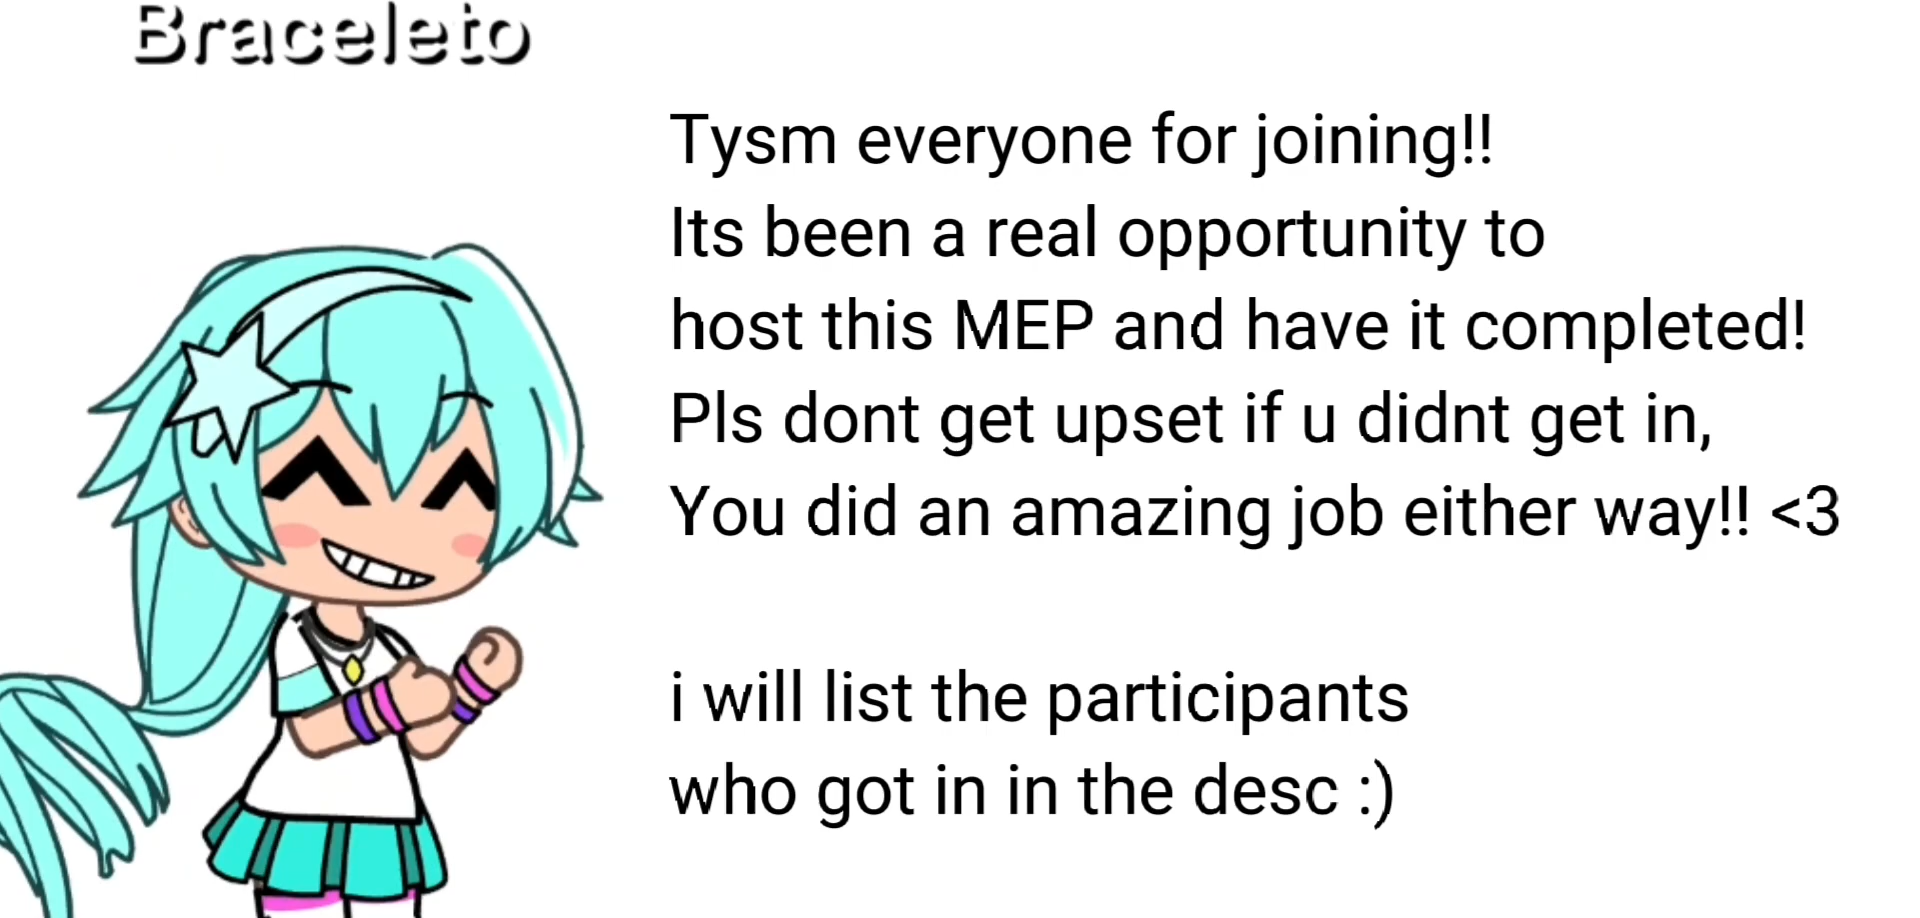 Braceleto
Tysm everyone for joining!!
Its been a real opportunity to
host this MEP and have it completed!
Pls dont get upset if u didnt get in,
You did an amazing job either way!! <3
i will list the participants
who got in in the desc :)